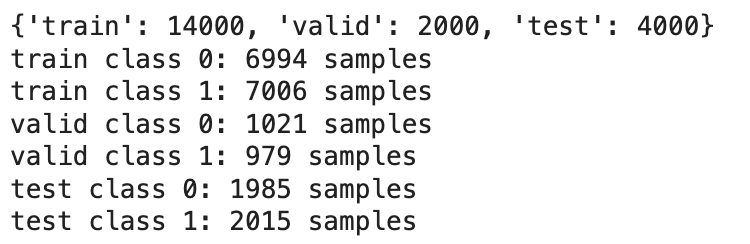 {'train': 14000, 'valid': 2000, 'test': 4000}
train class 0: 6994 samples
train class 1: 7006 samples
valid class 0: 1021 samples
valid class 1: 979 samples
test class 0: 1985 samples
test class 1: 2015 samples